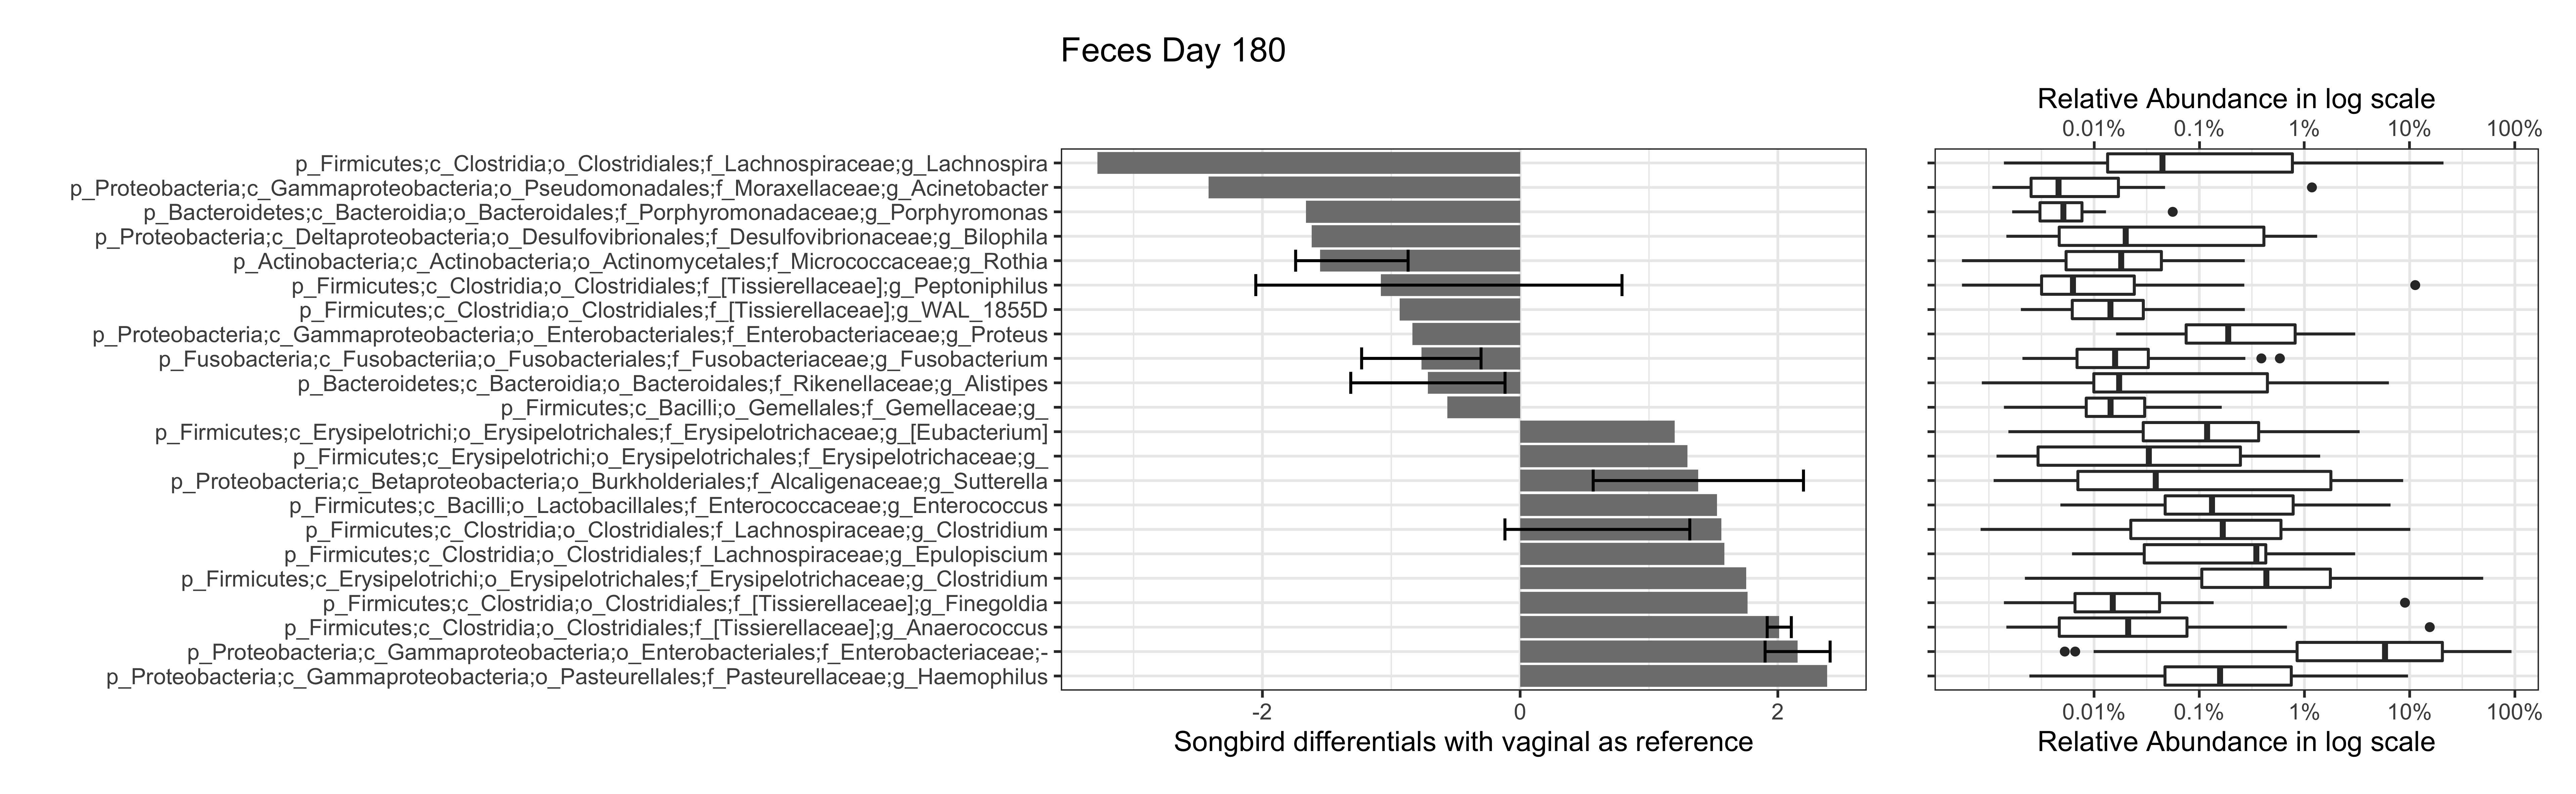 Feces Day 180
Relative Abundance in log scale
0.01% 0.1% 1% 10% 100%
p_Firmicutes;c_Clostridia;o_Clostridiales;f_Lachnospiraceae;g_Lachnospira
p_Proteobacteria;c_Gammaproteobacteria;o_Pseudomonadales;f_Moraxellaceae;g_Acinetobacter
p_Bacteroidetes;c_Bacteroidia;o_Bacteroidales;f_Porphyromonadaceae;g_Porphyromonas
p_Proteobacteria;c_Deltaproteobacteria;o_Desulfovibrionales;f_Desulfovibrionaceae;g_Bilophila
p_Actinobacteria;c_Actinobacteria;o_Actinomycetales;f_Micrococcaceae;g_Rothia
p_Firmicutes;c_Clostridia;o_Clostridiales;f_[Tissierellaceae];g_Peptoniphilus
p_Firmicutes;c_Clostridia;o_Clostridiales;f_[Tissierellaceae];g_WAL_1855D
p_Proteobacteria;c_Gammaproteobacteria;o_Enterobacteriales;f_Enterobacteriaceae;g_Proteus
p_Fusobacteria;c_Fusobacteriia;o_Fusobacteriales;f_Fusobacteriaceae;g_Fusobacterium
p_Bacteroidetes;c_Bacteroidia;o_Bacteroidales;f_Rikenellaceae;g_Alistipes
p_Firmicutes;c_Bacilli;o_Gemellales;f_Gemellaceae;g_
p_Firmicutes;c_Erysipelotrichi;o_Erysipelotrichales;f_Erysipelotrichaceae;g_[Eubacterium]
p_Firmicutes;c_Erysipelotrichi;o_Erysipelotrichales;f_Erysipelotrichaceae;g_
p_Proteobacteria;c_Betaproteobacteria;o_Burkholderiales;f_Alcaligenaceae;g_Sutterella
p_Firmicutes;c_Bacilli;o_Lactobacillales;f_Enterococcaceae;g_Enterococcus
p_Firmicutes;c_Clostridia;o_Clostridiales;f_Lachnospiraceae;g_Clostridium
p_Firmicutes;c_Clostridia;o_Clostridiales;f_Lachnospiraceae;g_Epulopiscium
p_Firmicutes;c_Erysipelotrichi;o_Erysipelotrichales;f_Erysipelotrichaceae;g_Clostridium
p_Firmicutes;c_Clostridia;o_Clostridiales;f_[Tissierellaceae];g_Finegoldia
p_Firmicutes;c_Clostridia;o_Clostridiales;f_[Tissierellaceae];g_Anaerococcus
p_Proteobacteria;c_Gammaproteobacteria;o_Enterobacteriales;f_Enterobacteriaceae;-
p_Proteobacteria;c_Gammaproteobacteria;o_Pasteurellales;f_Pasteurellaceae;g_Haemophilus
-2 0 2
Songbird differentials with vaginal as reference
0.01% 0.1% 1% 10% 100%
Relative Abundance in log scale